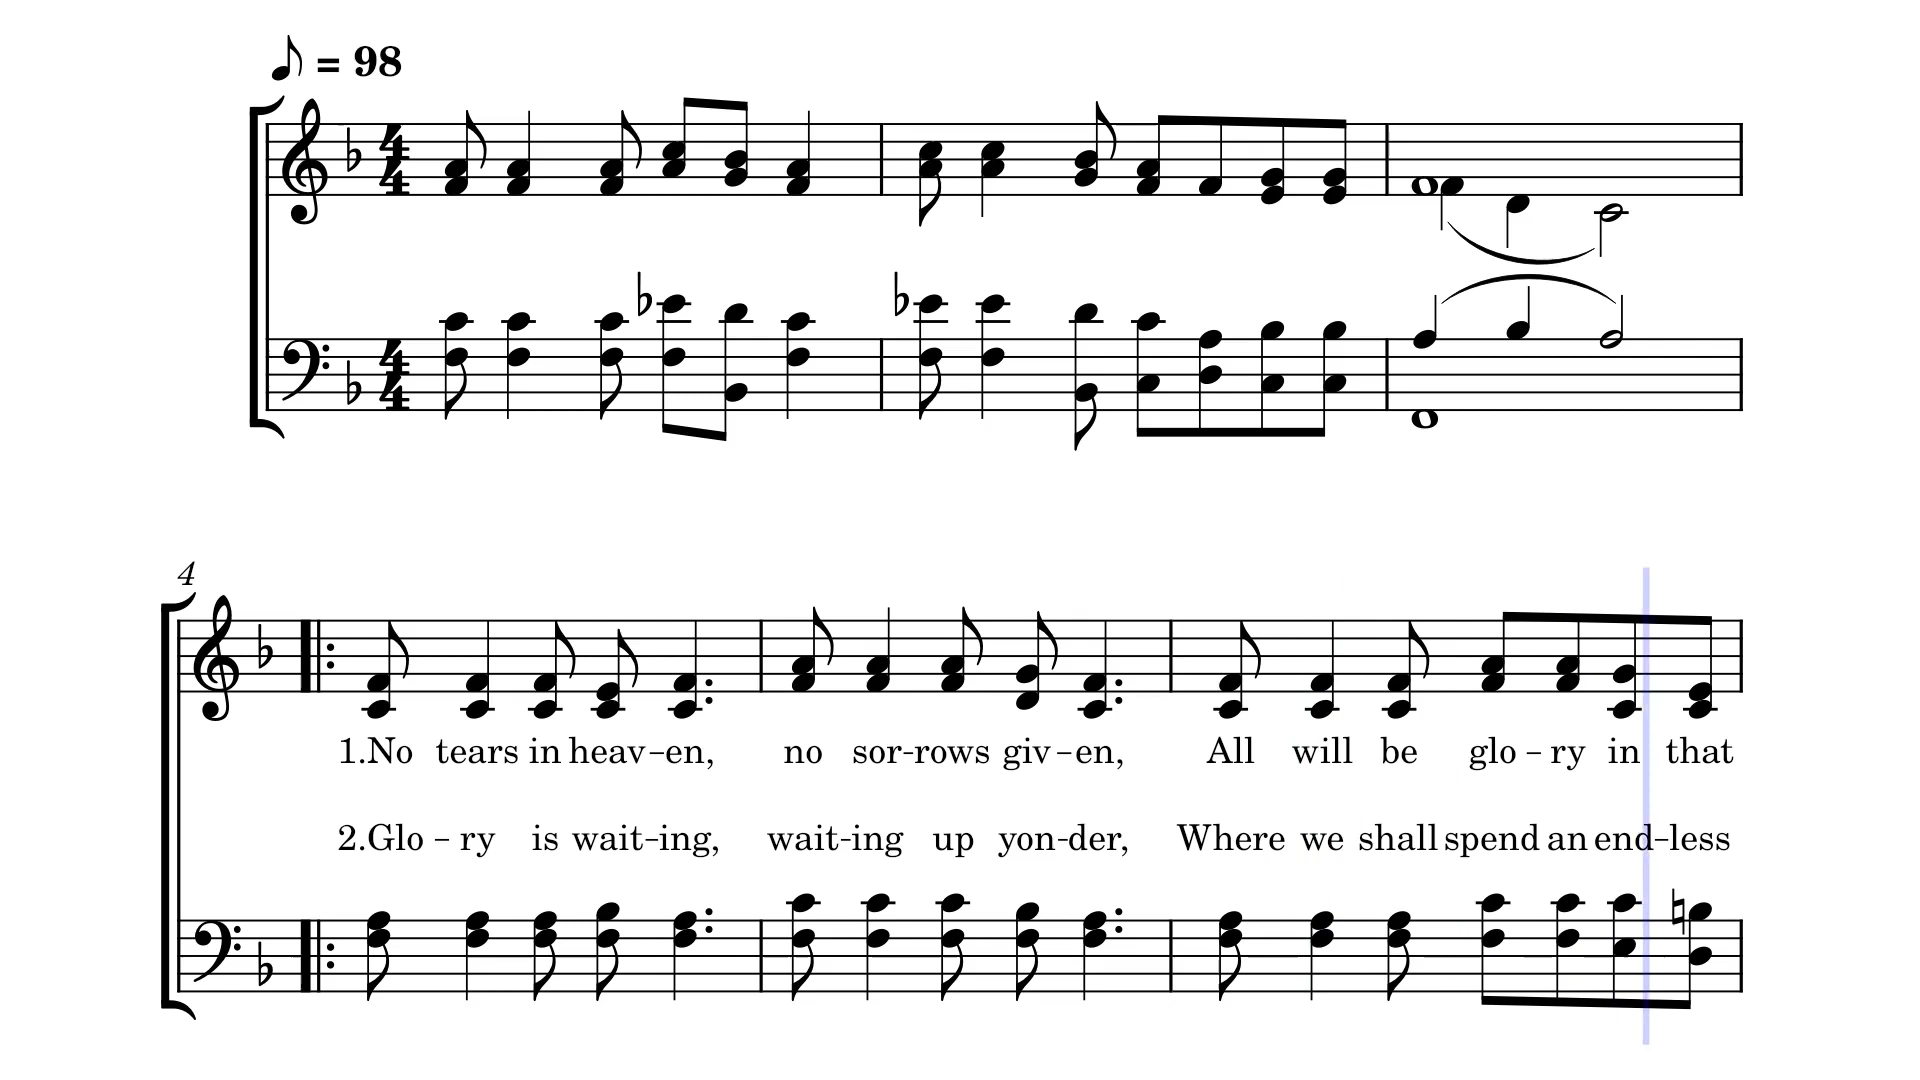 ♪ = 98
4
1.No tears in heav-en, no sor-rows giv-en, All will be glo-ry in that
2.Glo-ry is wait-ing, wait-ing up yon-der, Where we shall spend an end-less